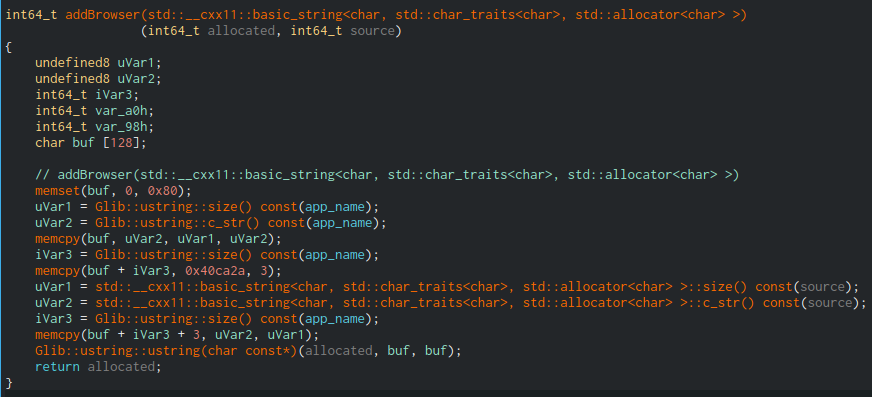 int64_t addBrowser(std::__cxx11::basic_string<char, std::char_traits<char>, std::allocator<char> >)
(int64_t allocated, int64_t source)
{
undefined8 uVar1;
undefined8 uVar2;
int64_t iVar3;
int64_t var_a0h;
int64_t var_98h;
char buf [128];
// addBrowser(std::__cxx11::basic_string<char, std::char_traits<char>, std::allocator<char> >)
memset(buf, 0, 0x80);
uVar1 = Glib::ustring::size() const(app_name);
uVar2 = Glib::ustring::c_str() const(app_name);
memcpy(buf, uVar2, uVar1, uVar2);
iVar3 = Glib::ustring::size() const(app_name);
memcpy(buf + iVar3, 0x40ca2a, 3);
uVar1 = std::__cxx11::basic_string<char, std::char_traits<char>, std::allocator<char> >::size() const(source);
uVar2 = std::__cxx11::basic_string<char, std::char_traits<char>, std::allocator<char> >::c_str() const(source);
iVar3 = Glib::ustring::size() const(app_name);
memcpy(buf + iVar3 + 3, uVar2, uVar1);
Glib::ustring::ustring(char const*)(allocated, buf, buf);
return allocated;
}